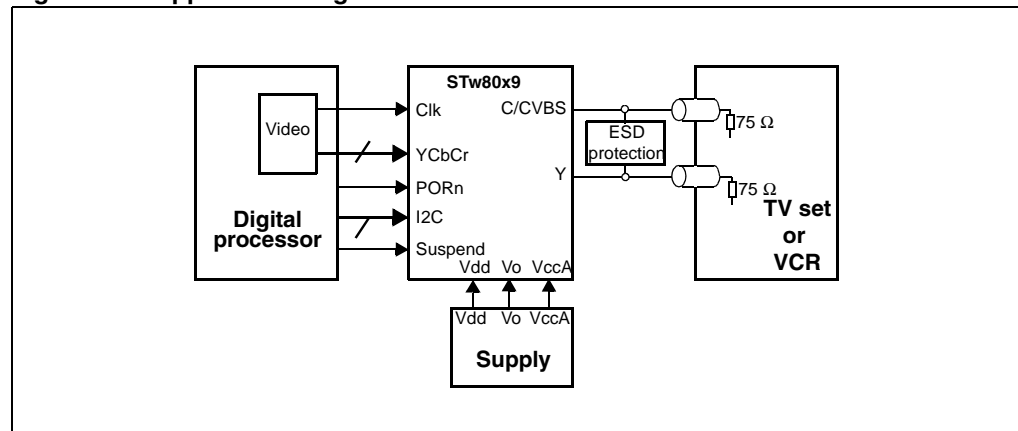 STw80x9
Clk
C/CVBS
Video
YCbCr
ESD
protection
75 Ω
Y
PORn
75 Ω
Digital
processor
I2C
TV set
or
VCR
Suspend
Vdd Vo VccA
Vdd Vo VccA
Supply